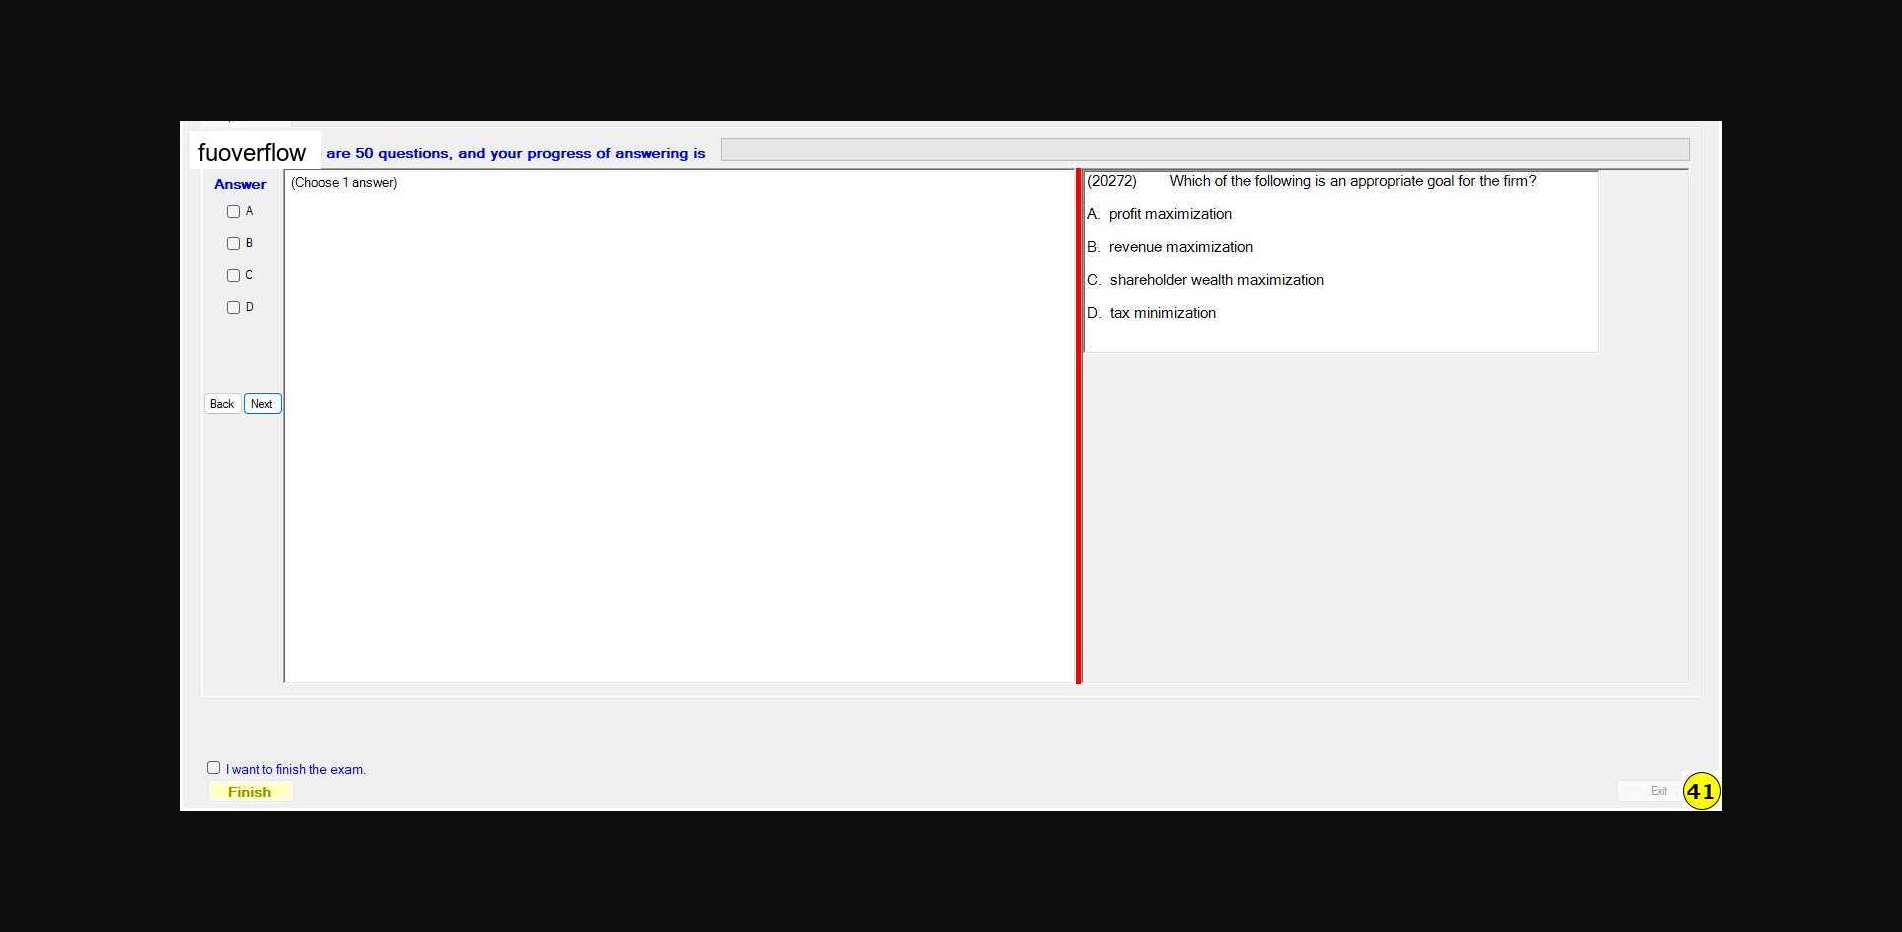 fuoverflow are 50 questions, and your progress of answering is
Answer
A
B
C
D
Back Next
(Choose 1 answer)
(20272) Which of the following is an appropriate goal for the firm?
A. profit maximization
B. revenue maximization
C. shareholder wealth maximization
D. tax minimization
I want to finish the exam.
Finish
Exit
41